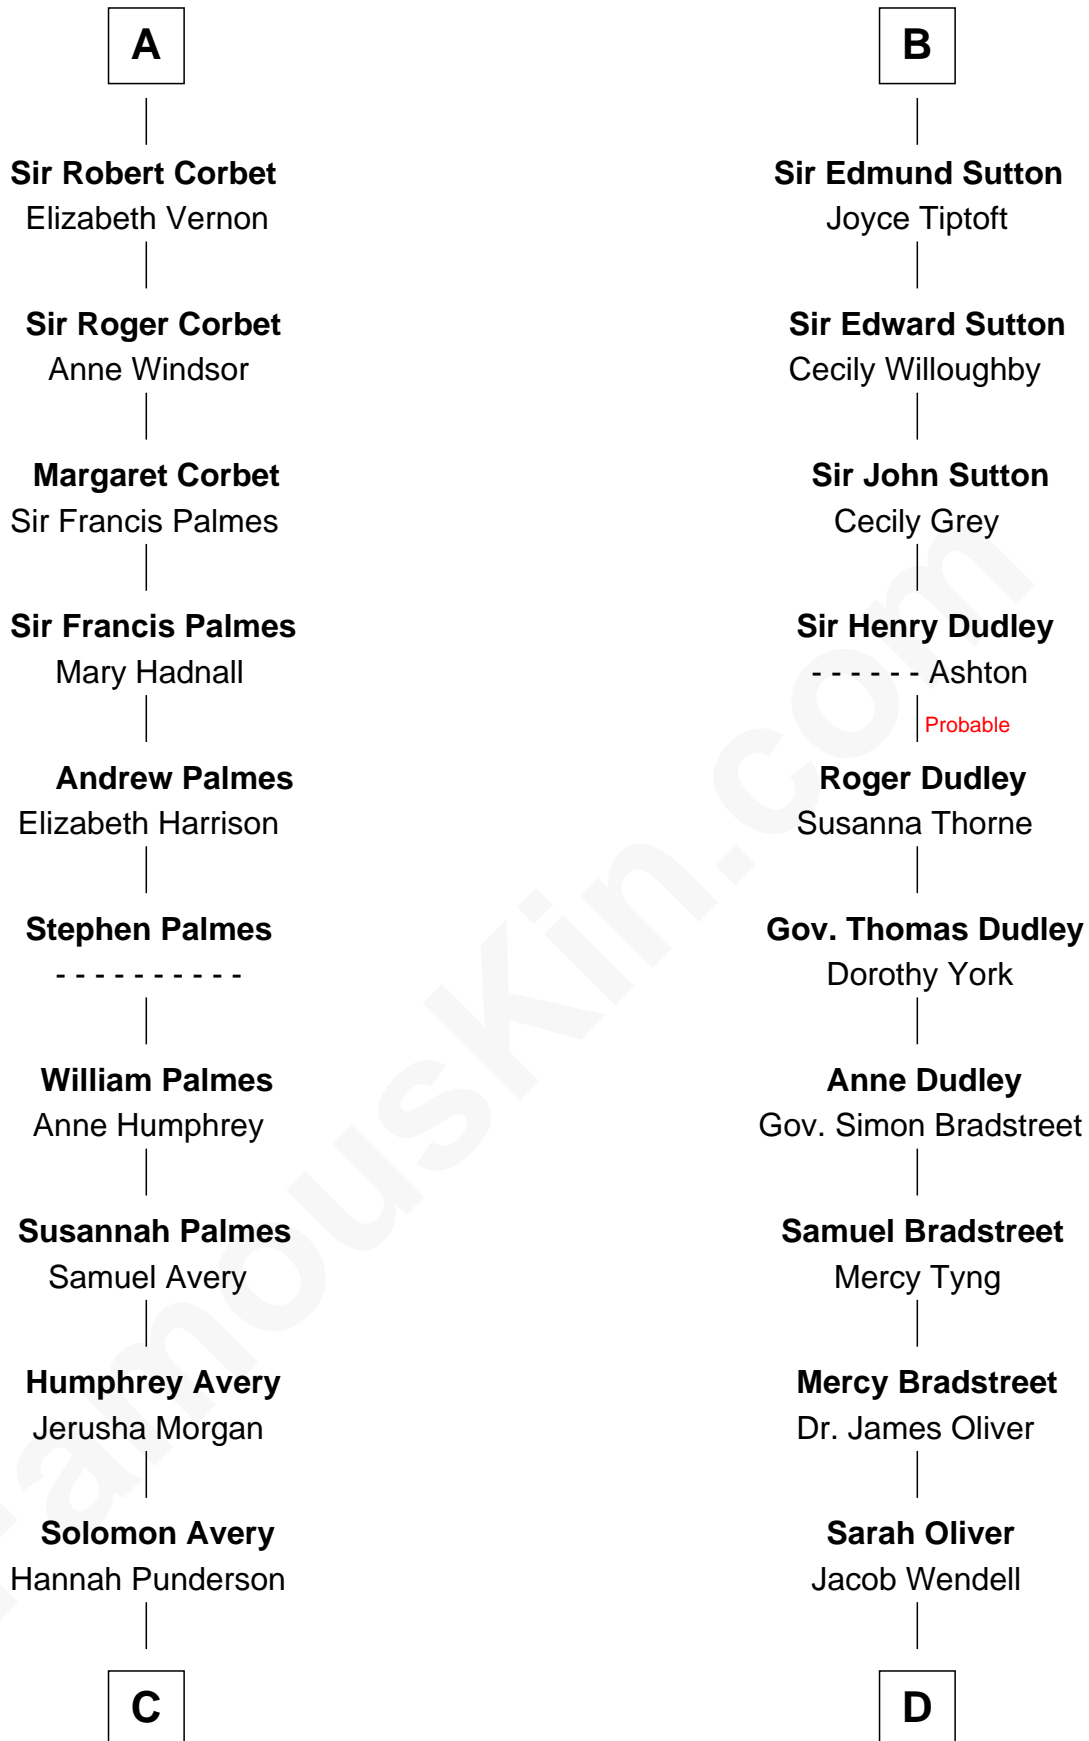 A
Sir Robert Corbet
Elizabeth Vernon
Sir Roger Corbet
Anne Windsor
Margaret Corbet
Sir Francis Palmes
Sir Francis Palmes
Mary Hadnall
Andrew Palmes
Elizabeth Harrison
Stephen Palmes
- - - - - - - - - -
William Palmes
Anne Humphrey
Susannah Palmes
Samuel Avery
Humphrey Avery
Jerusha Morgan
Solomon Avery
Hannah Punderson
C
B
Sir Edmund Sutton
Joyce Tiptoft
Sir Edward Sutton
Cecily Willoughby
Sir John Sutton
Cecily Grey
Sir Henry Dudley
- - - - - - Ashton
Probable
Roger Dudley
Susanna Thorne
Gov. Thomas Dudley
Dorothy York
Anne Dudley
Gov. Simon Bradstreet
Samuel Bradstreet
Mercy Tyng
Mercy Bradstreet
Dr. James Oliver
Sarah Oliver
Jacob Wendell
D
FamousKin.com